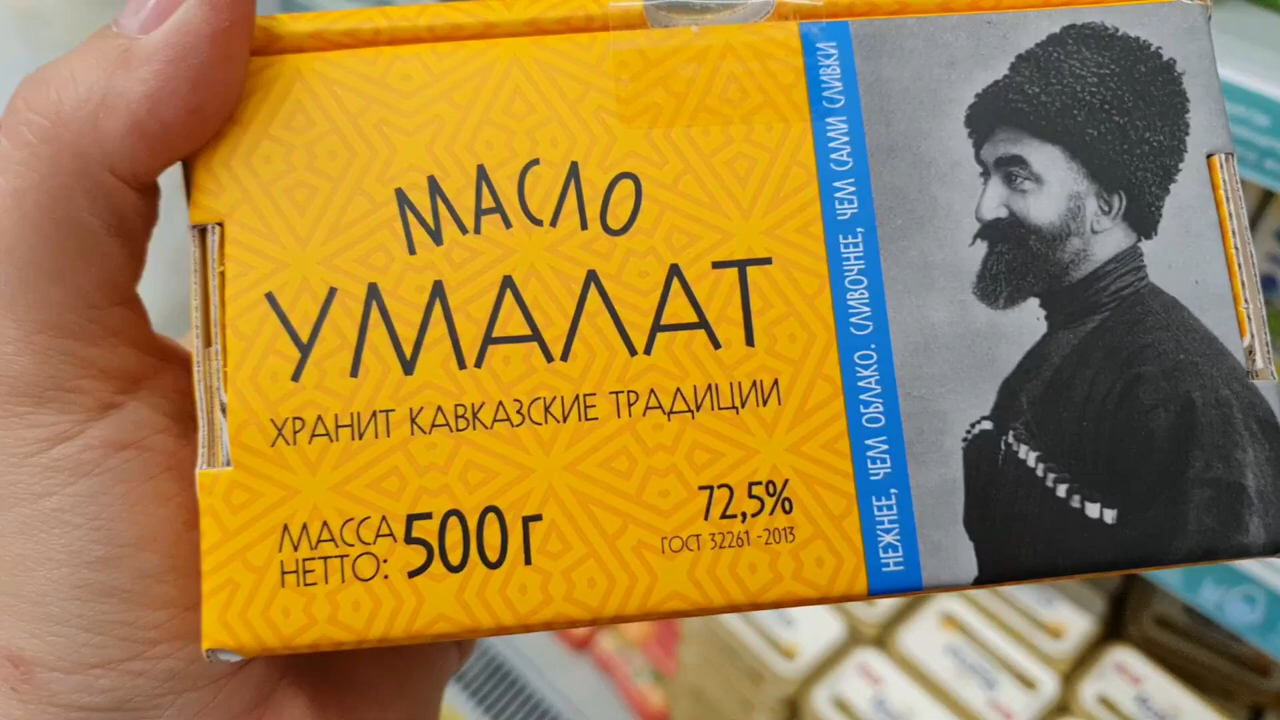 МАСЛО
УМАЛАТ
ХРАНИТ КАВКАЗСКИЕ ТРАДИЦИИ
МАССА
НЕТТО: 500 г
72,5%
ГОСТ 32261 -2013
НЕЖНЕЕ, ЧЕМ ОБЛАКО. СЛИВОЧНЕЕ, ЧЕМ САМИ СЛИВКИ